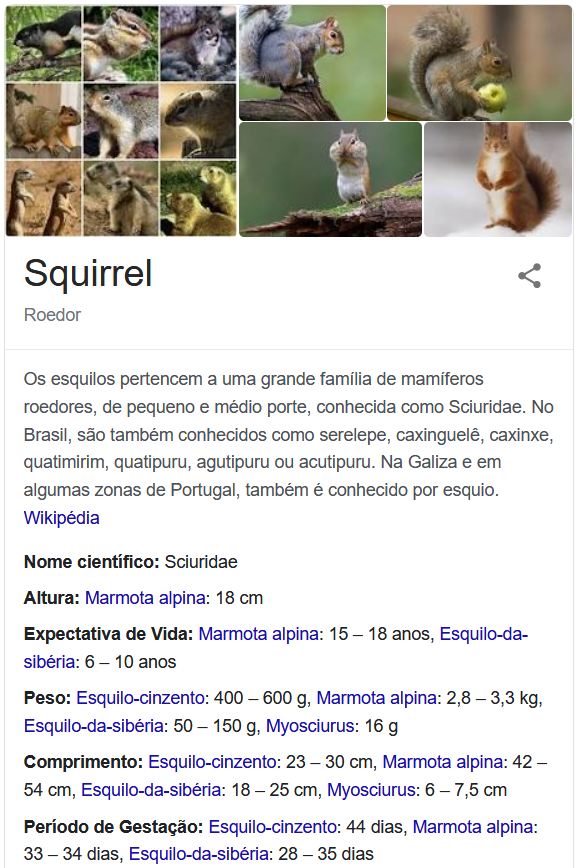 Squirrel
Roedor
Os esquilos pertencem a uma grande família de mamíferos
roedores, de pequeno e médio porte, conhecida como Sciuridae. No
Brasil, são também conhecidos como serelepe, caxinguelê, caxinxe,
quatimirim, quatipuru, agutipuru ou acutipuru. Na Galiza e em
algumas zonas de Portugal, também é conhecido por esquio.
Wikipédia
Nome científico: Sciuridae
Altura: Marmota alpina: 18 cm
Expectativa de Vida: Marmota alpina: 15 – 18 anos, Esquilo-da-
sibéria: 6 – 10 anos
Peso: Esquilo-cinzento: 400 – 600 g, Marmota alpina: 2,8 – 3,3 kg,
Esquilo-da-sibéria: 50 – 150 g, Myosciurus: 16 g
Comprimento: Esquilo-cinzento: 23 – 30 cm, Marmota alpina: 42 –
54 cm, Esquilo-da-sibéria: 18 – 25 cm, Myosciurus: 6 – 7,5 cm
Período de Gestação: Esquilo-cinzento: 44 dias, Marmota alpina:
33 – 34 dias, Esquilo-da-sibéria: 28 – 35 dias